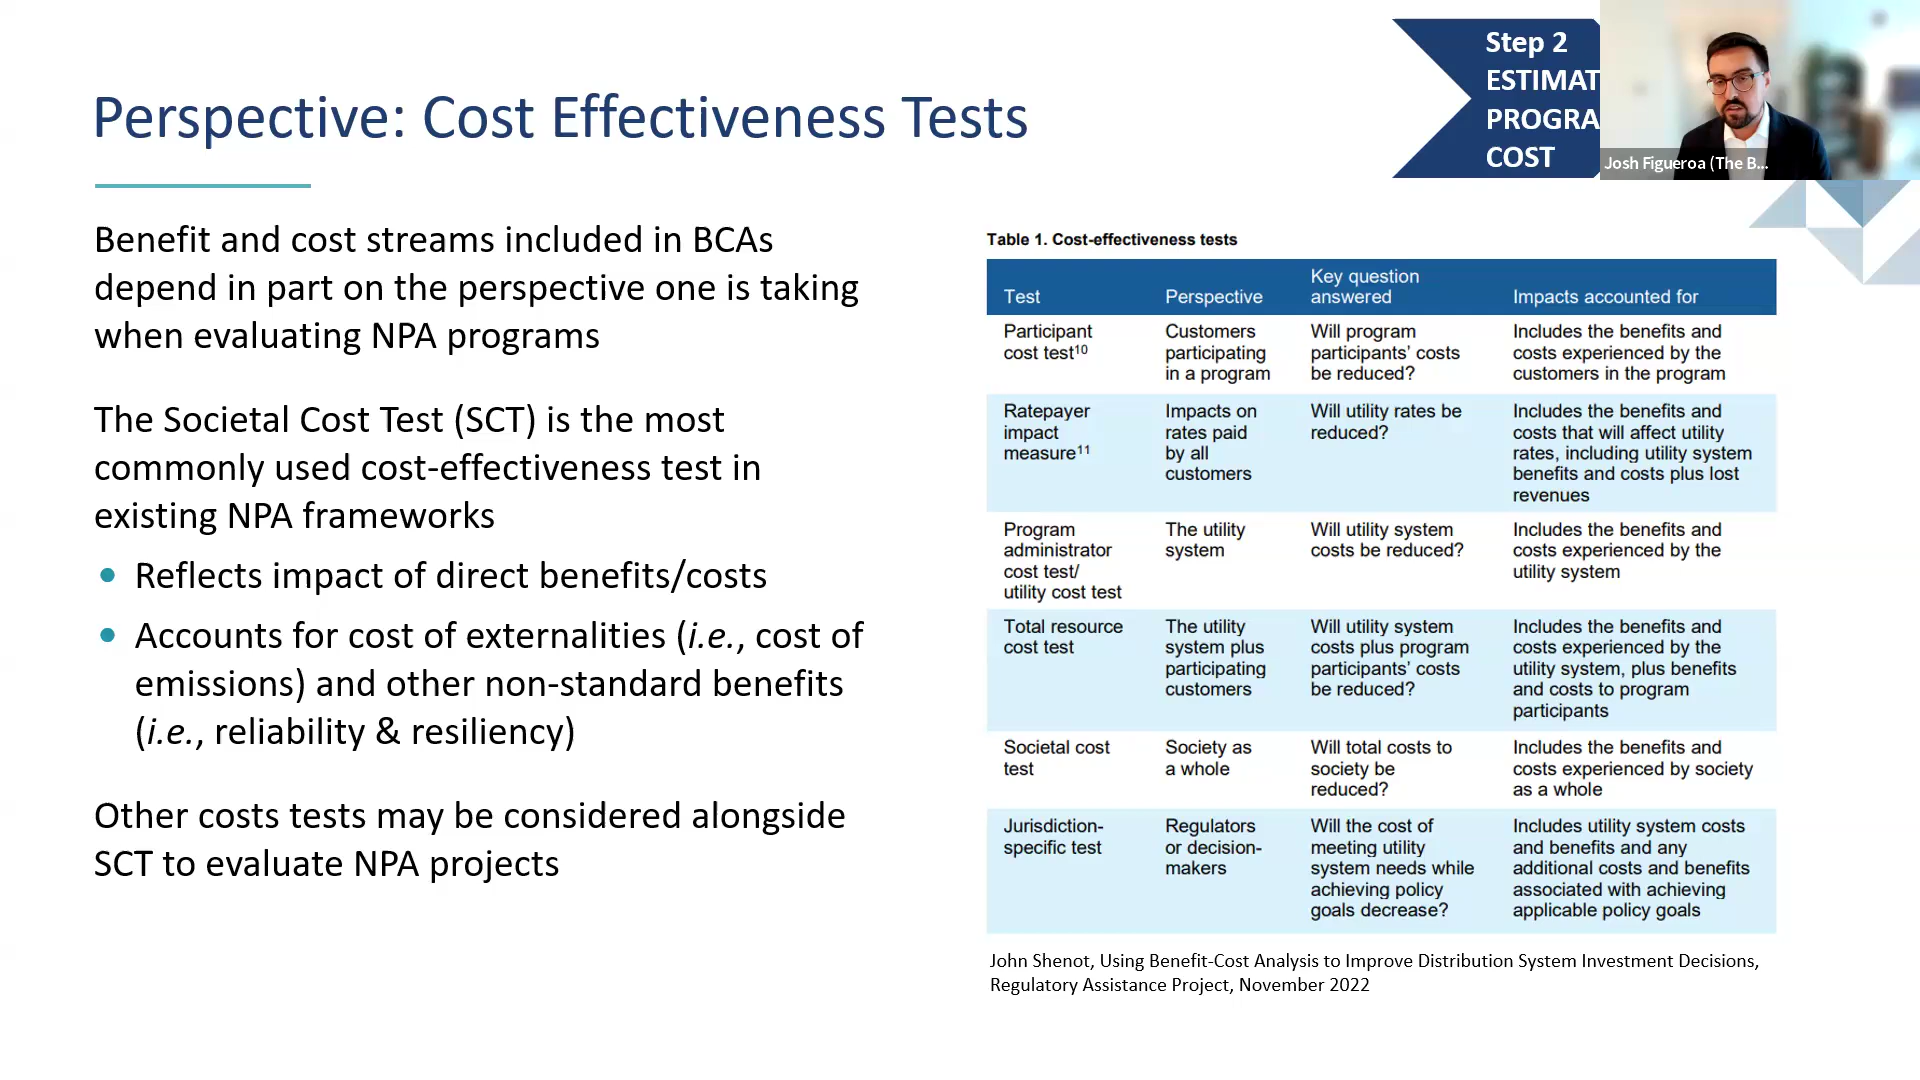 Step 2
ESTIMAT
PROGRA
COST
Josh Figueroa (The B...
Perspective: Cost Effectiveness Tests
Benefit and cost streams included in BCAs
depend in part on the perspective one is taking
when evaluating NPA programs
The Societal Cost Test (SCT) is the most
commonly used cost-effectiveness test in
existing NPA frameworks
• Reflects impact of direct benefits/costs
• Accounts for cost of externalities (i.e., cost of
emissions) and other non-standard benefits
(i.e., reliability & resiliency)
Other costs tests may be considered alongside
SCT to evaluate NPA projects
Table 1. Cost-effectiveness tests
Test
Perspective
Key question
answered
Impacts accounted for
Participant
cost test¹⁰
Customers
participating
in a program
Will program
participants’ costs
be reduced?
Includes the benefits and
costs experienced by the
customers in the program
Ratepayer
impact
measure¹¹
Impacts on
rates paid
by all
customers
Will utility rates be
reduced?
Includes the benefits and
costs that will affect utility
rates, including utility system
benefits and costs plus lost
revenues
Program
administrator
cost test/
utility cost test
The utility
system
Will utility system
costs be reduced?
Includes the benefits and
costs experienced by the
utility system
Total resource
cost test
The utility
system plus
participating
customers
Will utility system
costs plus program
participants’ costs
be reduced?
Includes the benefits and
costs experienced by the
utility system, plus benefits
and costs to program
participants
Societal cost
test
Society as
a whole
Will total costs to
society be
reduced?
Includes the benefits and
costs experienced by society
as a whole
Jurisdiction-
specific test
Regulators
or decision-
makers
Will the cost of
meeting utility
system needs while
achieving policy
goals decrease?
Includes utility system costs
and benefits and any
additional costs and benefits
associated with achieving
applicable policy goals
John Shenot, Using Benefit-Cost Analysis to Improve Distribution System Investment Decisions,
Regulatory Assistance Project, November 2022